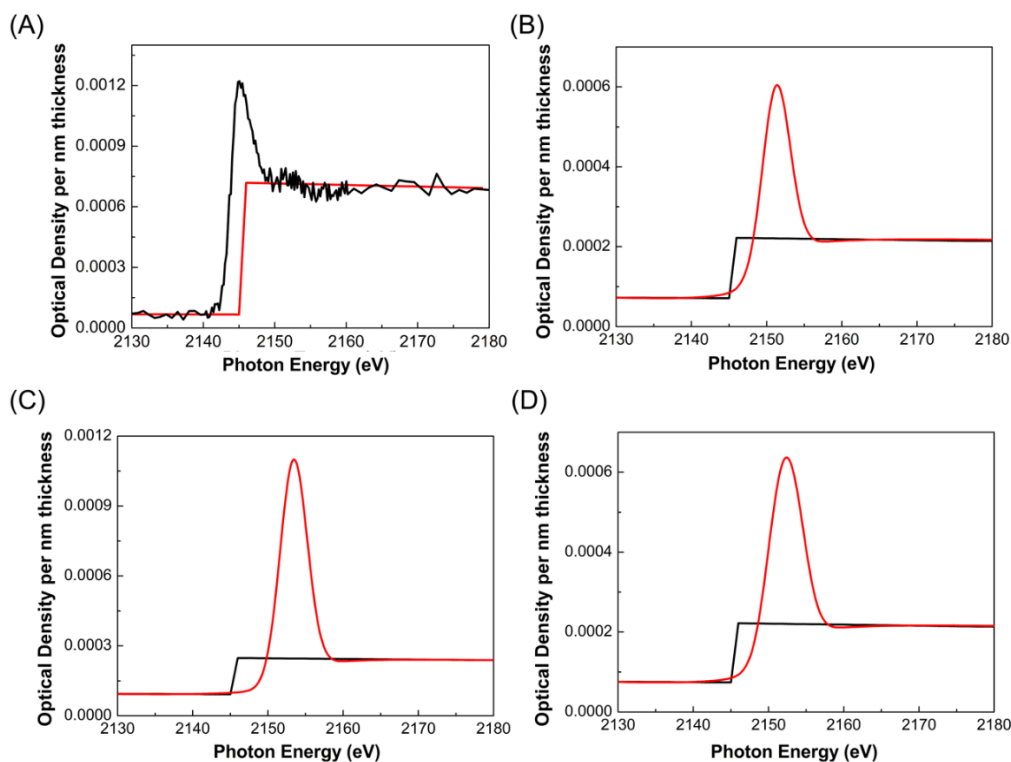 (A)
Optical Density per nm thickness
0.0012
0.0009
0.0006
0.0003
0.0000
2130 2140 2150 2160 2170 2180
Photon Energy (eV)
(B)
Optical Density per nm thickness
0.0006
0.0004
0.0002
0.0000
2130 2140 2150 2160 2170 2180
Photon Energy (eV)
(C)
Optical Density per nm thickness
0.0012
0.0009
0.0006
0.0003
0.0000
2130 2140 2150 2160 2170 2180
Photon Energy (eV)
(D)
Optical Density per nm thickness
0.0006
0.0004
0.0002
0.0000
2130 2140 2150 2160 2170 2180
Photon Energy (eV)